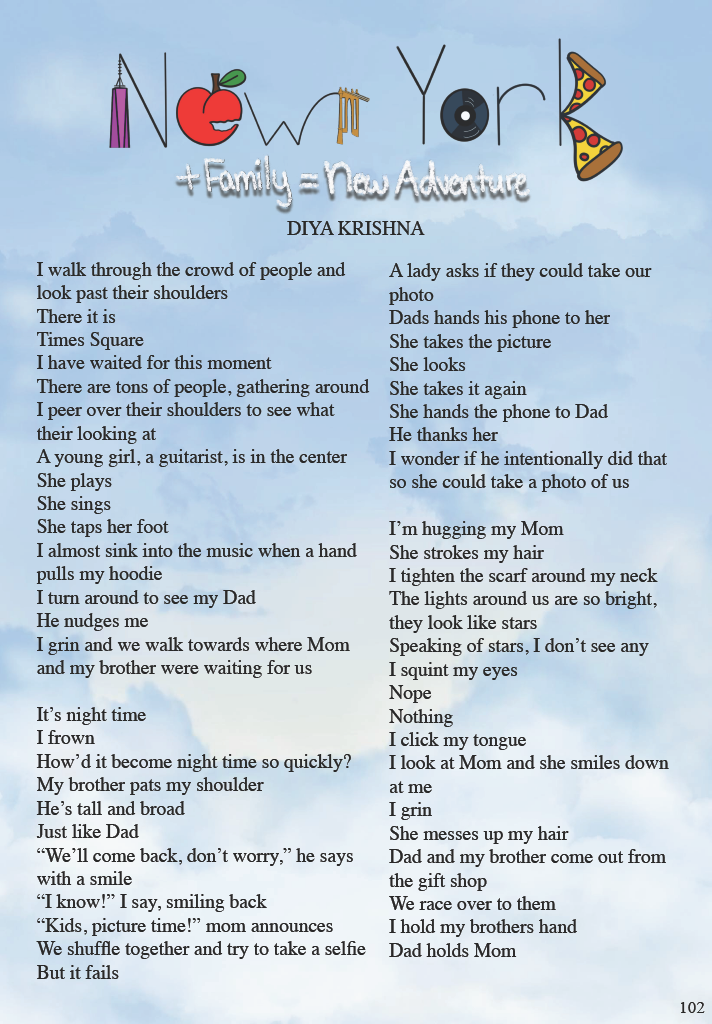 New York
+ Family = New Adventure
DIYA KRISHNA
I walk through the crowd of people and
look past their shoulders
There it is
Times Square
I have waited for this moment
There are tons of people, gathering around
I peer over their shoulders to see what
their looking at
A young girl, a guitarist, is in the center
She plays
She sings
She taps her foot
I almost sink into the music when a hand
pulls my hoodie
I turn around to see my Dad
He nudges me
I grin and we walk towards where Mom
and my brother were waiting for us
It's night time
I frown
How'd it become night time so quickly?
My brother pats my shoulder
He's tall and broad
Just like Dad
“We'll come back, don't worry,” he says
with a smile
“I know!” I say, smiling back
“Kids, picture time!” mom announces
We shuffle together and try to take a selfie
But it fails
A lady asks if they could take our
photo
Dads hands his phone to her
She takes the picture
She looks
She takes it again
She hands the phone to Dad
He thanks her
I wonder if he intentionally did that
so she could take a photo of us
I'm hugging my Mom
She strokes my hair
I tighten the scarf around my neck
The lights around us are so bright,
they look like stars
Speaking of stars, I don't see any
I squint my eyes
Nope
Nothing
I click my tongue
I look at Mom and she smiles down
at me
I grin
She messes up my hair
Dad and my brother come out from
the gift shop
We race over to them
I hold my brothers hand
Dad holds Mom
102